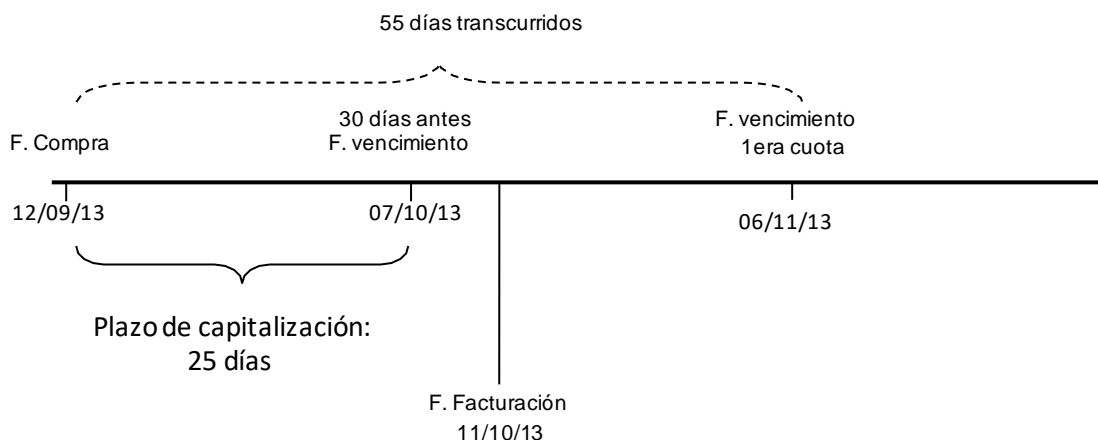 55 días transcurridos
30 días antes
F. vencimiento
F. Compra
F. vencimiento
1era cuota
12/09/13
07/10/13
06/11/13
Plazo de capitalización:
25 días
F. Facturación
11/10/13